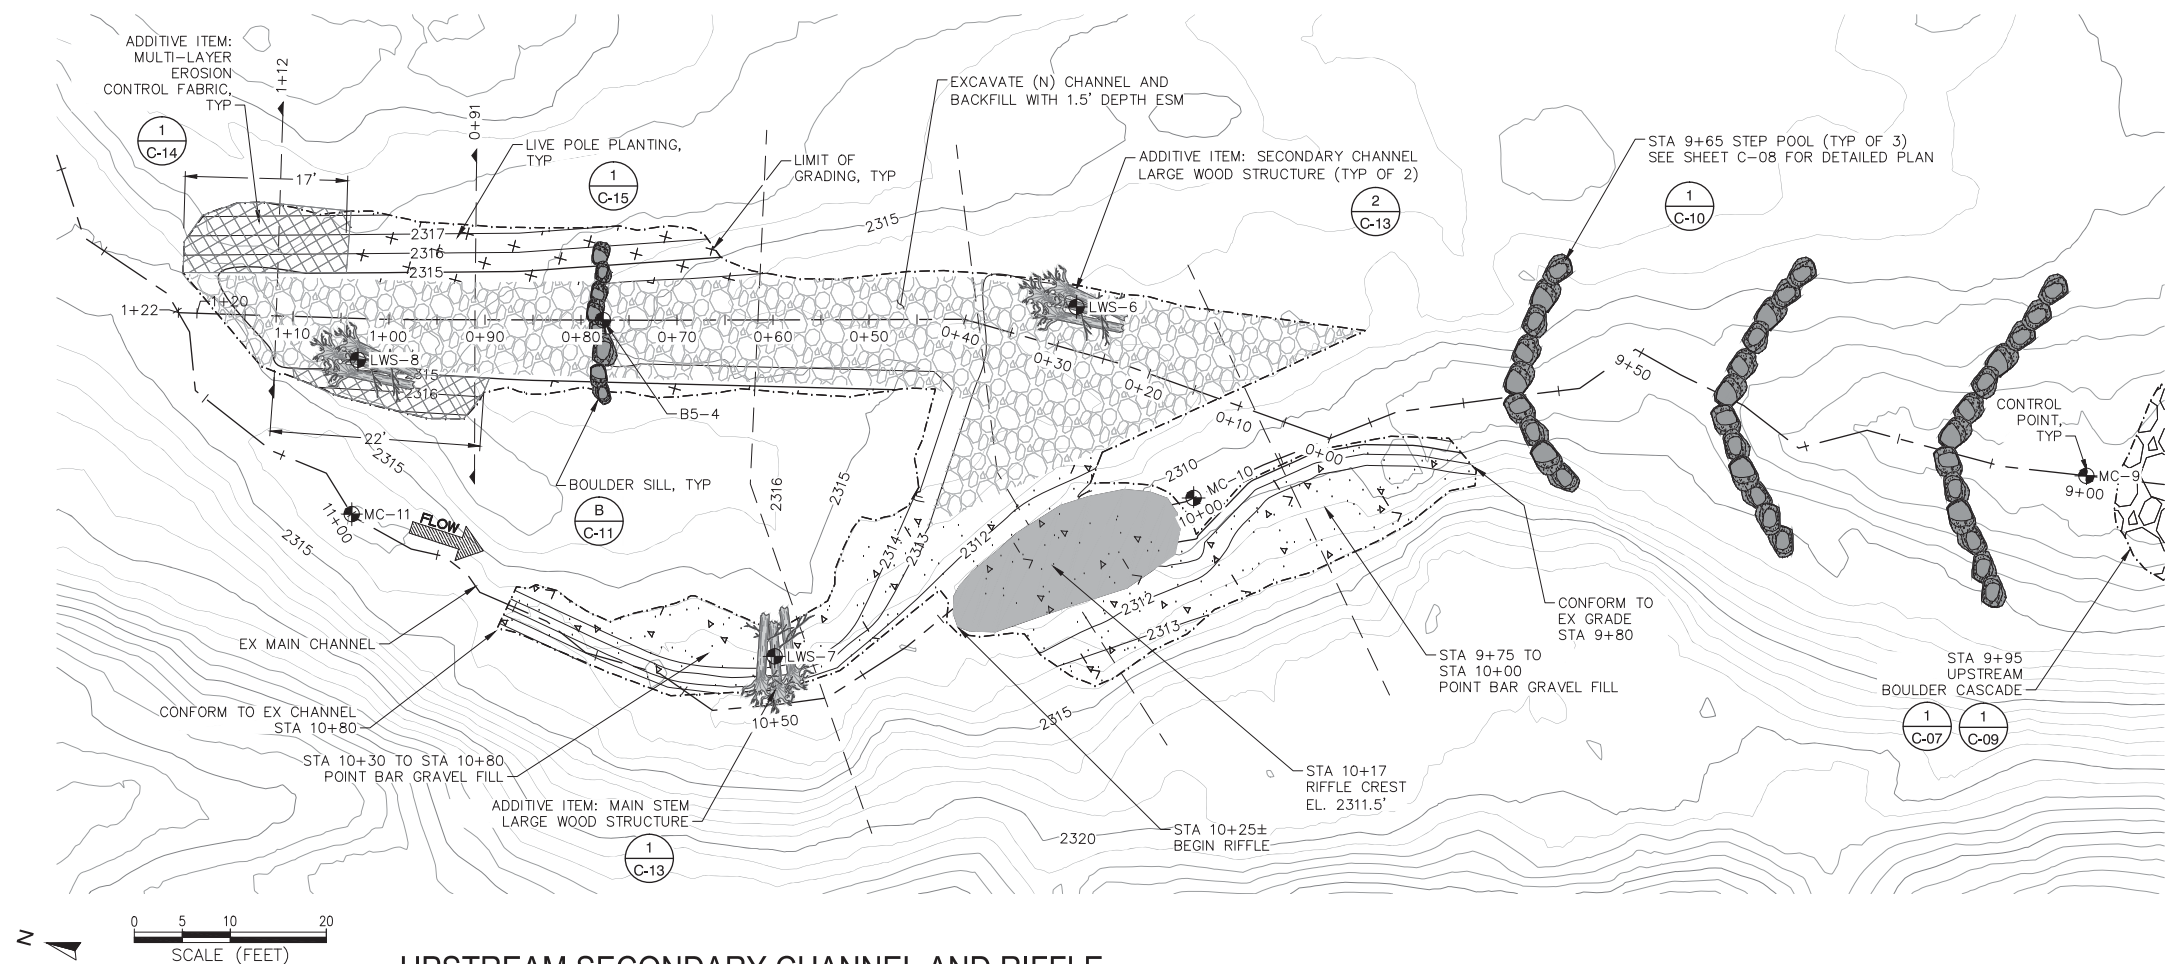 ADDITIVE ITEM:
MULTI-LAYER
EROSION
CONTROL FABRIC,
TYP
1+12
0+91
1
C-14
17'
LIVE POLE PLANTING,
TYP
1
C-15
LIMIT OF
GRADING, TYP
EXCAVATE (N) CHANNEL AND
BACKFILL WITH 1.5' DEPTH ESM
ADDITIVE ITEM: SECONDARY CHANNEL
LARGE WOOD STRUCTURE (TYP OF 2)
2
C-13
STA 9+65 STEP POOL (TYP OF 3)
SEE SHEET C-08 FOR DETAILED PLAN
1
C-10
2317
2316
2315
2315
1+22
1+20
1+10
1+00
0+90
0+80
0+70
0+60
0+50
0+40
0+30
0+20
0+10
0+00
LWS-6
LWS-8
2315
2316
B5-4
22'
2315
9+50
CONTROL
POINT,
TYP
MC-9
9+00
BOULDER SILL, TYP
B
C-11
2316
2315
2310
MC-10
10+00
MC-11
11+00
FLOW
2315
2314
2313
2312
2312
2313
EX MAIN CHANNEL
LWS-7
10+50
CONFORM TO EX CHANNEL
STA 10+80
STA 10+30 TO STA 10+80
POINT BAR GRAVEL FILL
ADDITIVE ITEM: MAIN STEM
LARGE WOOD STRUCTURE
1
C-13
2315
CONFORM TO
EX GRADE
STA 9+80
STA 9+75 TO
STA 10+00
POINT BAR GRAVEL FILL
STA 9+95
UPSTREAM
BOULDER CASCADE
1
C-07
1
C-09
STA 10+17
RIFFLE CREST
EL. 2311.5'
STA 10+25±
BEGIN RIFFLE
2320
N
0 5 10 20
SCALE (FEET)
UPSTREAM SECONDARY CHANNEL AND RIFFLE